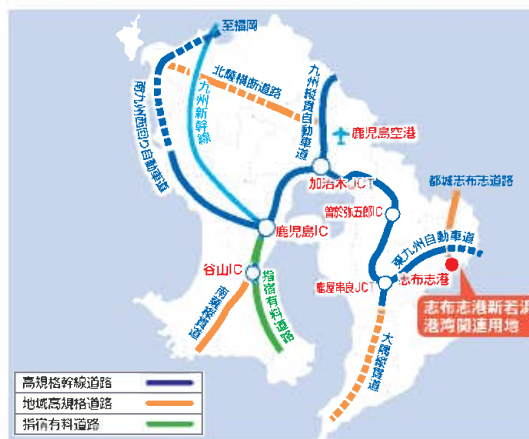 至福岡
北薩横断道路
九州縦貫自動車道
九州新幹線
南九州西回り自動車道
鹿児島空港
加治木JCT
都城志布志道路
曽於弥五郎IC
鹿児島IC
東九州自動車道
谷山IC
志布志港
鹿屋串良JCT
指宿有料道路
南薩縦貫道
大隅縦貫道
志布志港新若浜
港湾関連用地
高規格幹線道路
地域高規格道路
指宿有料道路